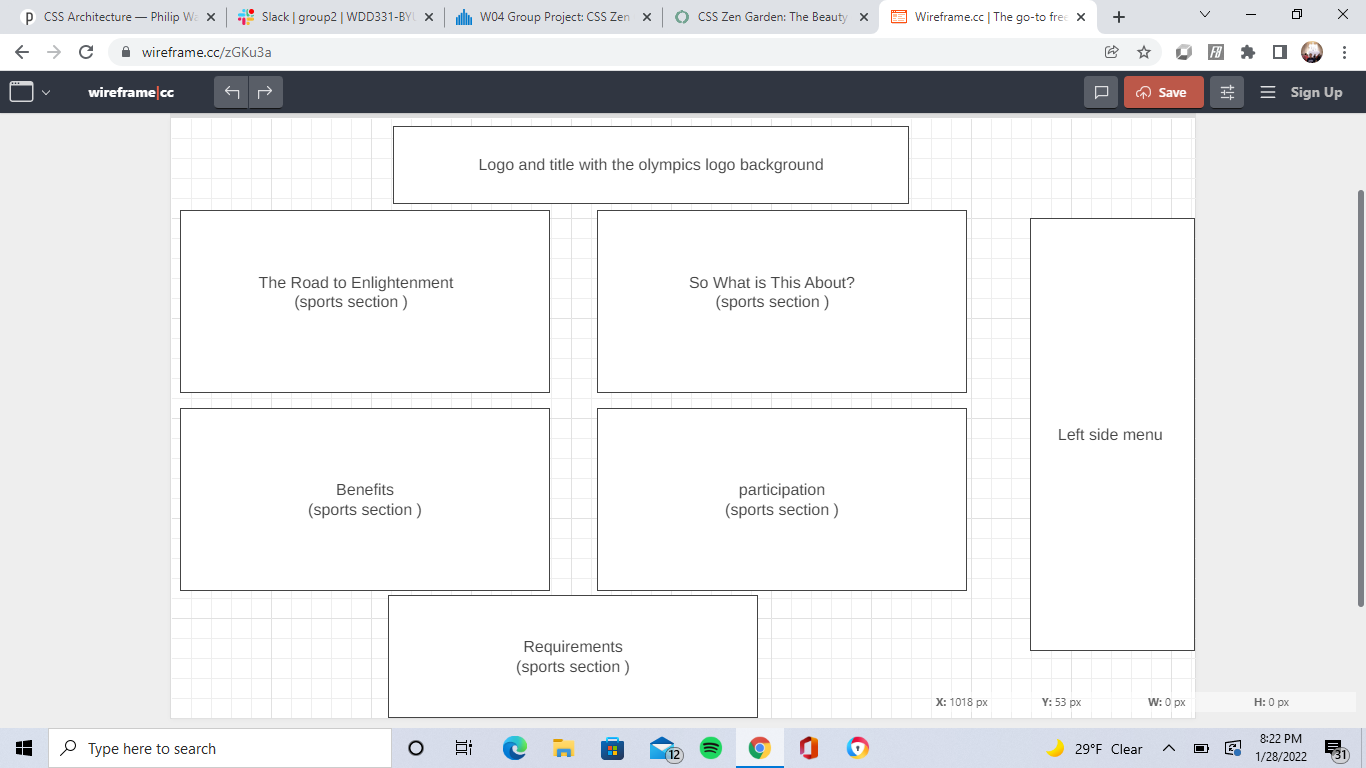 CSS Architecture — Philip Wa
Slack | group2 | WDD331-BYU
W04 Group Project: CSS Zen
CSS Zen Garden: The Beauty
Wireframe.cc | The go-to free
wireframe.cc/zGKu3a
wireframe|cc
Save
Sign Up
Logo and title with the olympics logo background
The Road to Enlightenment
(sports section )
So What is This About?
(sports section )
Left side menu
Benefits
(sports section )
participation
(sports section )
Requirements
(sports section )
X: 1018 px Y: 53 px W: 0 px H: 0 px
Type here to search
12
29°F Clear
8:22 PM
1/28/2022
31